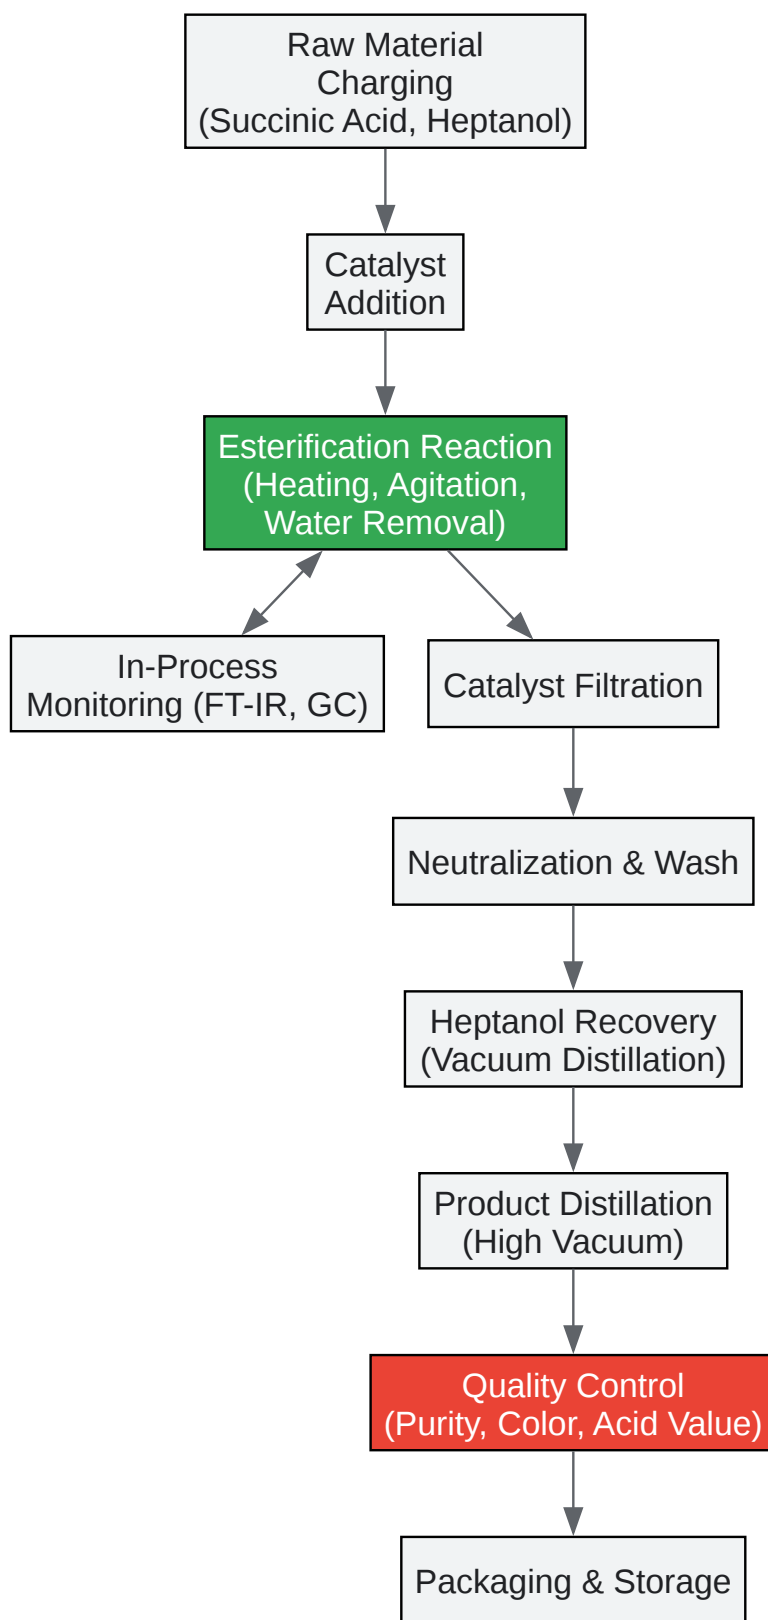 Raw Material
Charging
(Succinic Acid, Heptanol)
Catalyst
Addition
Esterification Reaction
(Heating, Agitation,
Water Removal)
In-Process
Monitoring (FT-IR, GC)
Catalyst Filtration
Neutralization & Wash
Heptanol Recovery
(Vacuum Distillation)
Product Distillation
(High Vacuum)
Quality Control
(Purity, Color, Acid Value)
Packaging & Storage